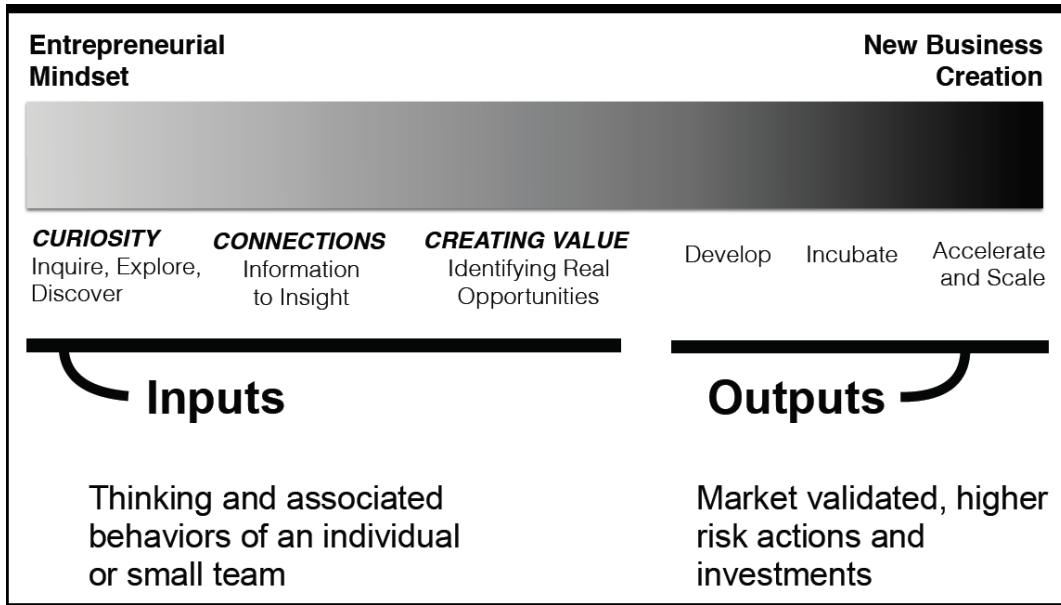 Entrepreneurial
Mindset
New Business
Creation
CURIOSITY
Inquire, Explore,
Discover
CONNECTIONS
Information
to Insight
CREATING VALUE
Identifying Real
Opportunities
Develop
Incubate
Accelerate
and Scale
Inputs
Outputs
Thinking and associated
behaviors of an individual
or small team
Market validated, higher
risk actions and
investments